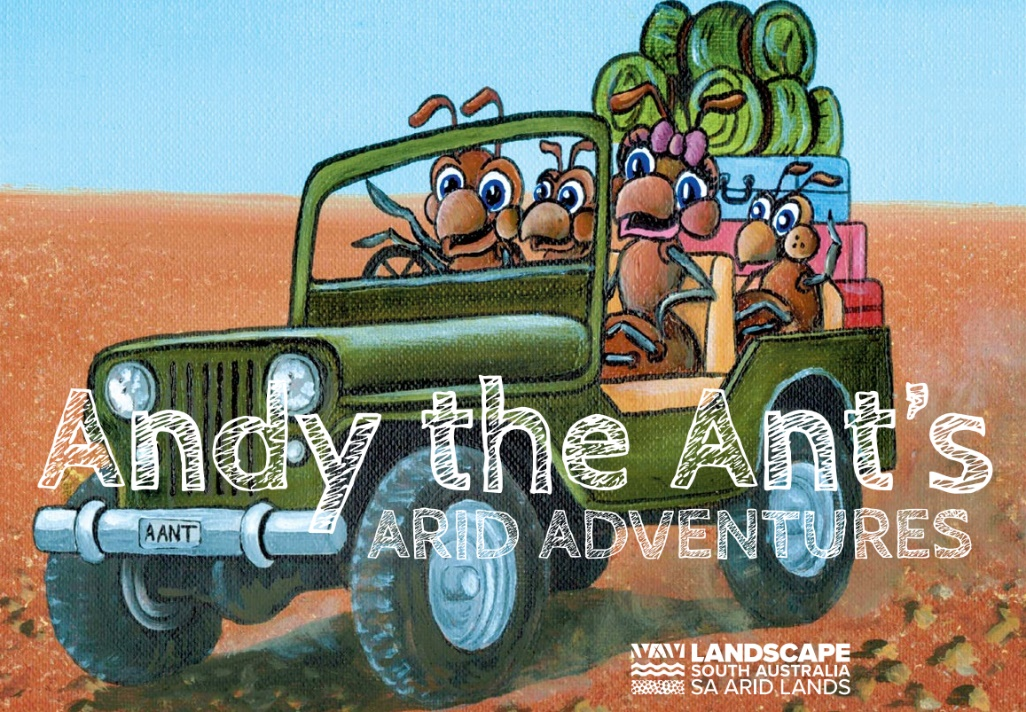 Andy the Ant's
ARID ADVENTURES
AANT
LANDSCAPE
SOUTH AUSTRALIA
SA ARID LANDS